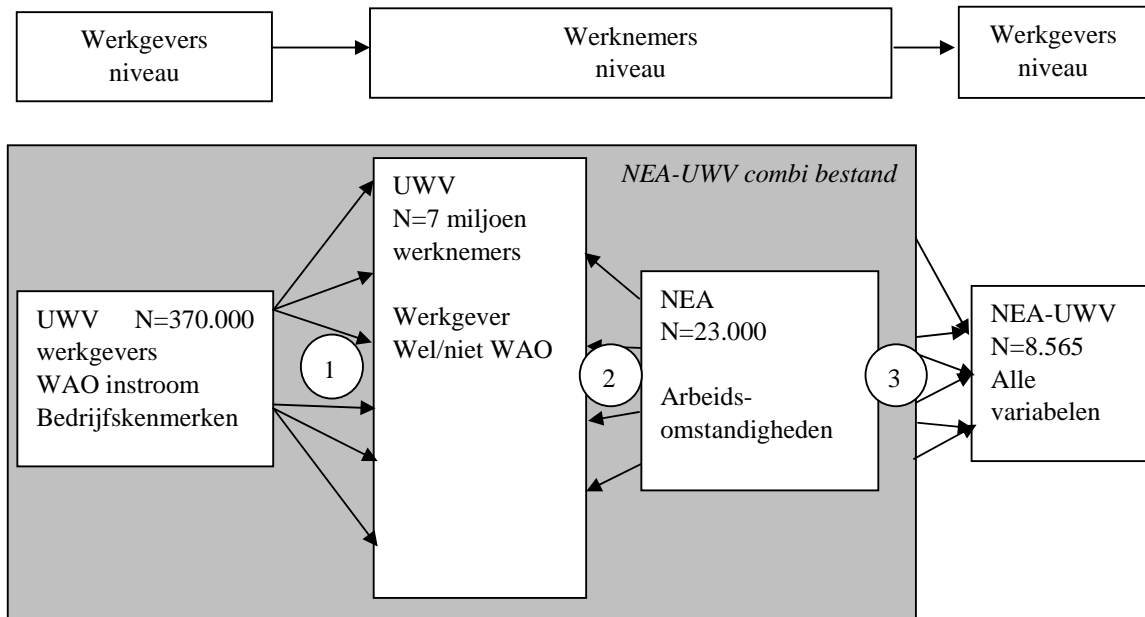 Werkgevers
niveau
Werknemers
niveau
Werkgevers
niveau
NEA-UWV combi bestand
UWV N=370.000
werkgevers
WAO instroom
Bedrijfskenmerken
1
UWV
N=7 miljoen
werknemers
Werkgever
Wel/niet WAO
2
NEA
N=23.000
Arbeids-
omstandigheden
3
NEA-UWV
N=8.565
Alle
variabelen